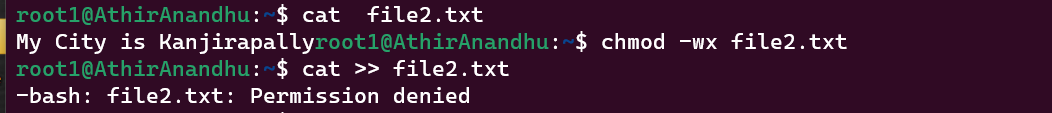 root1@AthirAnandhu:~$ cat  file2.txt
My City is Kanjirapallyroot1@AthirAnandhu:~$ chmod -wx file2.txt
root1@AthirAnandhu:~$ cat >> file2.txt
-bash: file2.txt: Permission denied